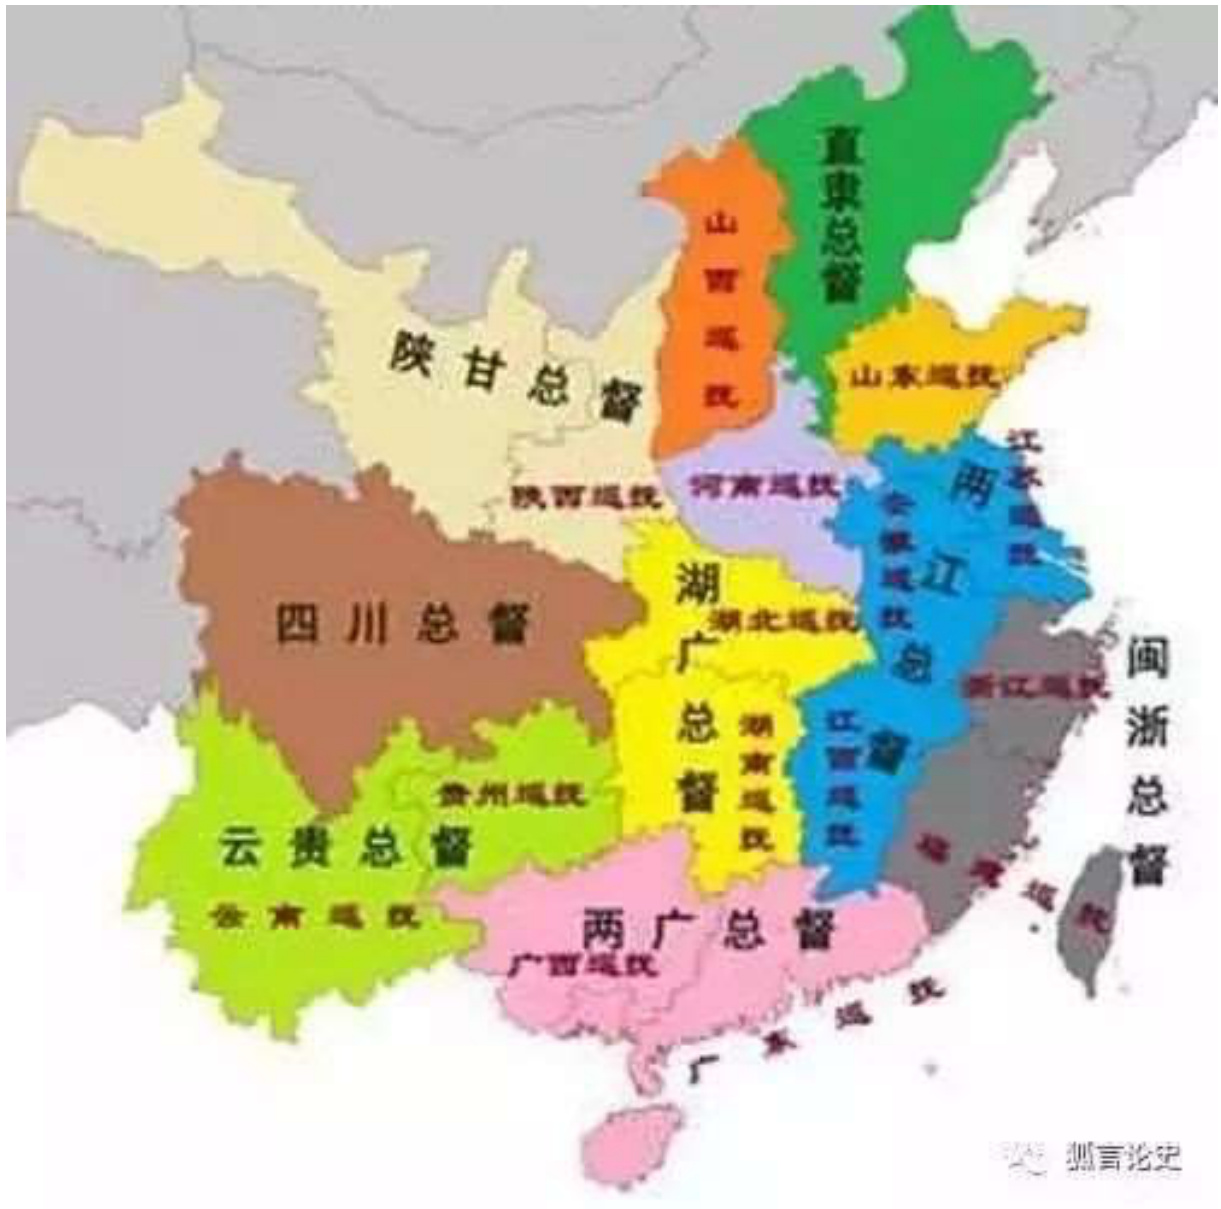 直隶总督
山西巡抚
山东巡抚
陕甘总督
陕西巡抚
河南巡抚
两江总督
江苏巡抚
安徽巡抚
江西巡抚
四川总督
湖广总督
湖北巡抚
湖南巡抚
闽浙总督
浙江巡抚
福建巡抚
云贵总督
贵州巡抚
云南巡抚
两广总督
广西巡抚
广东巡抚
狐言论史